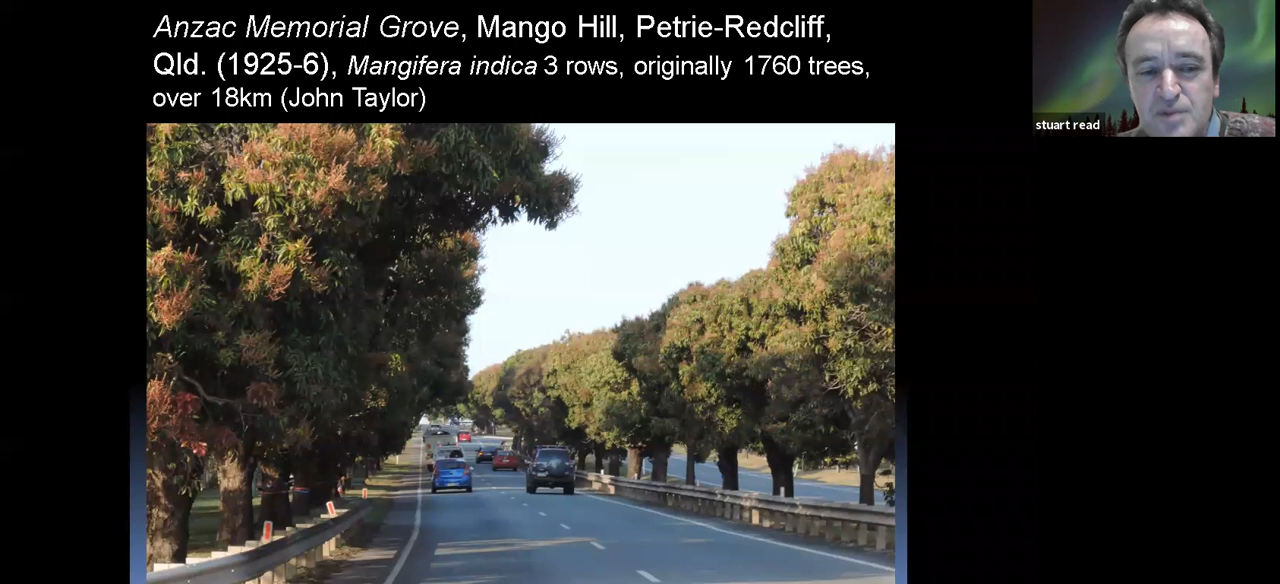 Anzac Memorial Grove, Mango Hill, Petrie-Redcliff,
Qld. (1925-6), Mangifera indica 3 rows, originally 1760 trees,
over 18km (John Taylor)
stuart read